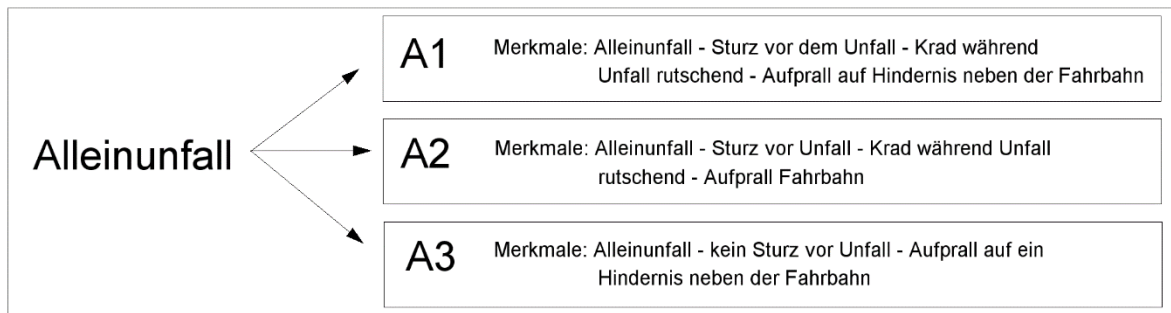 A1 Merkmale: Alleinunfall - Sturz vor dem Unfall - Krad während
Unfall rutschend - Aufprall auf Hindernis neben der Fahrbahn
Alleinunfall
A2 Merkmale: Alleinunfall - Sturz vor Unfall - Krad während Unfall
rutschend - Aufprall Fahrbahn
A3 Merkmale: Alleinunfall - kein Sturz vor Unfall - Aufprall auf ein
Hindernis neben der Fahrbahn